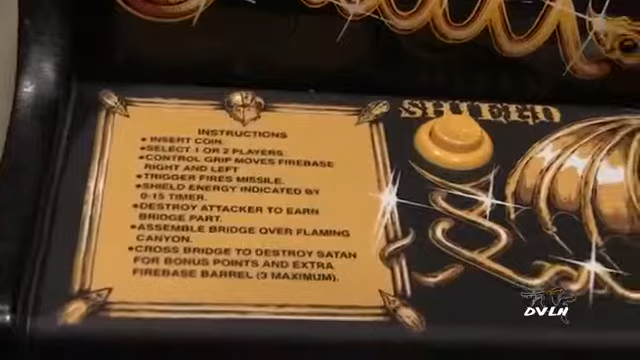 SHIELD
INSTRUCTIONS
•INSERT COIN.
•SELECT 1 OR 2 PLAYERS.
•CONTROL GRIP MOVES FIREBASE
RIGHT AND LEFT
•TRIGGER FIRES MISSILE.
•SHIELD ENERGY INDICATED BY
0-15 TIMER.
•DESTROY ATTACKER TO EARN
BRIDGE PART.
•ASSEMBLE BRIDGE OVER FLAMING
CANYON.
•CROSS BRIDGE TO DESTROY SATAN
FOR BONUS POINTS AND EXTRA
FIREBASE BARREL (3 MAXIMUM).
DVLH